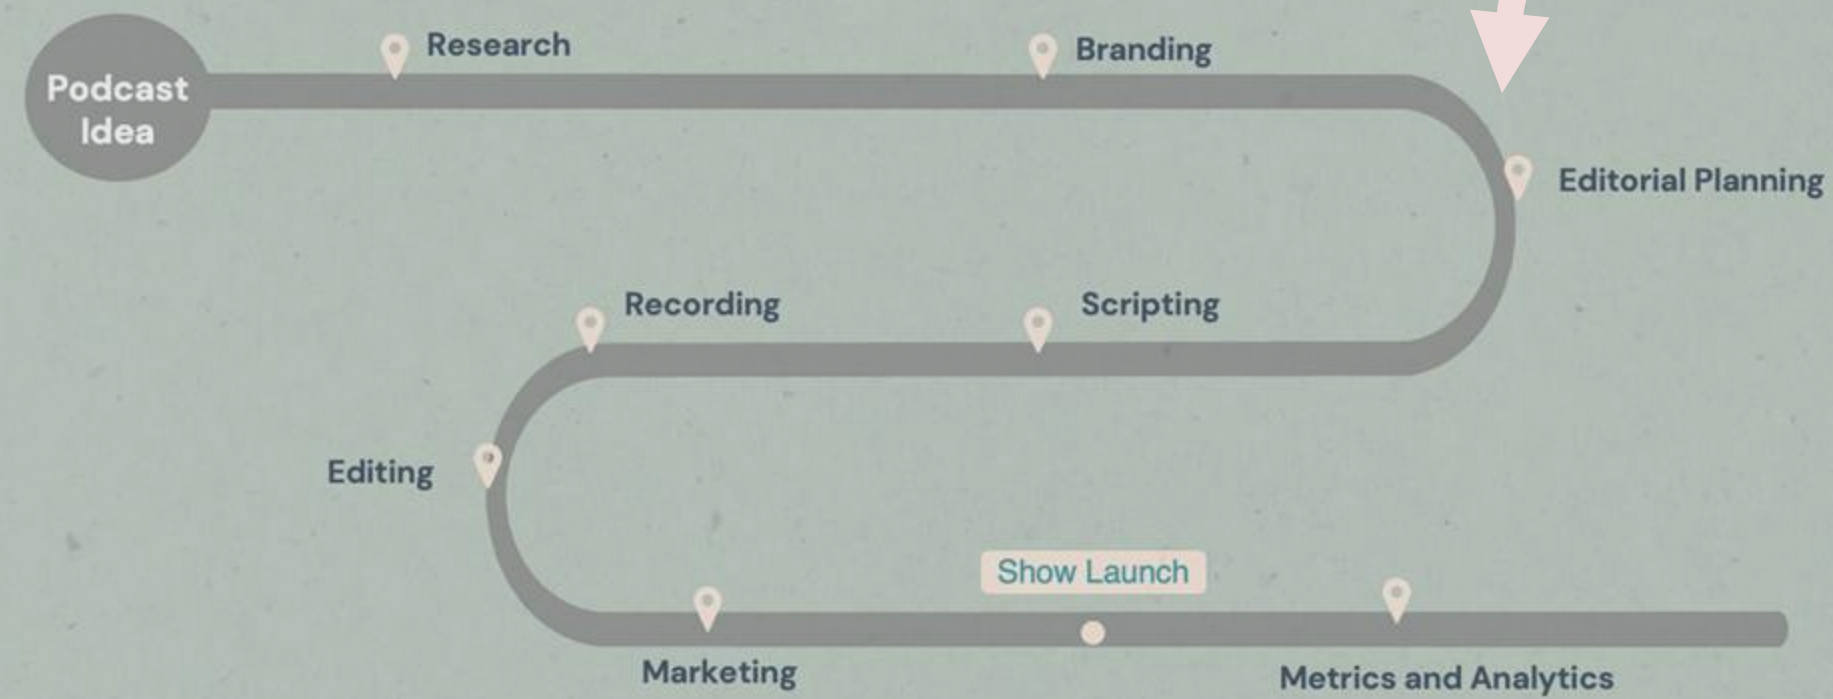 Podcast
Idea
Research
Branding
Editorial Planning
Scripting
Recording
Editing
Marketing
Show Launch
Metrics and Analytics